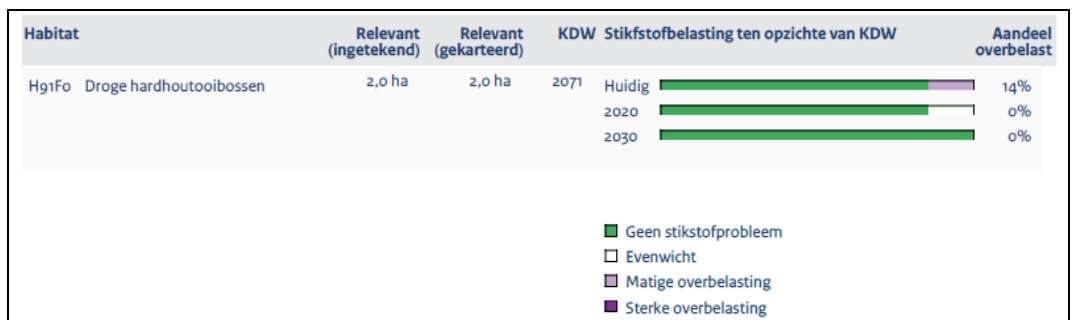 Habitat Relevant Relevant KDW Stikfstofbelasting ten opzichte van KDW Aandeel
(ingetekend) (gekarteerd) overbelast
H91F0 Droge hardhoutooibossen 2,0 ha 2,0 ha 2071 Huidig 14%
2020 0%
2030 0%
Geen stikstofprobleem
Evenwicht
Matige overbelasting
Sterke overbelasting